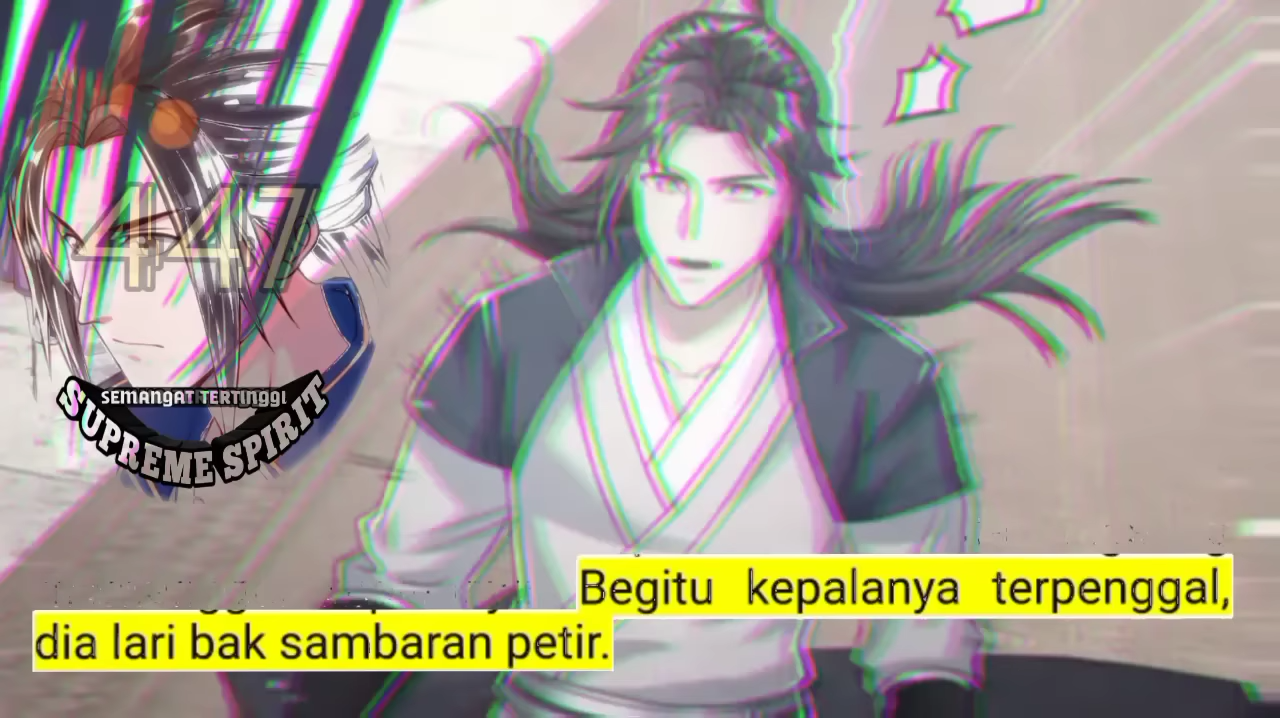 447
SEMANGAT TERTINGGI
SUPREME SPIRIT
Begitu kepalanya terpenggal,
dia lari bak sambaran petir.